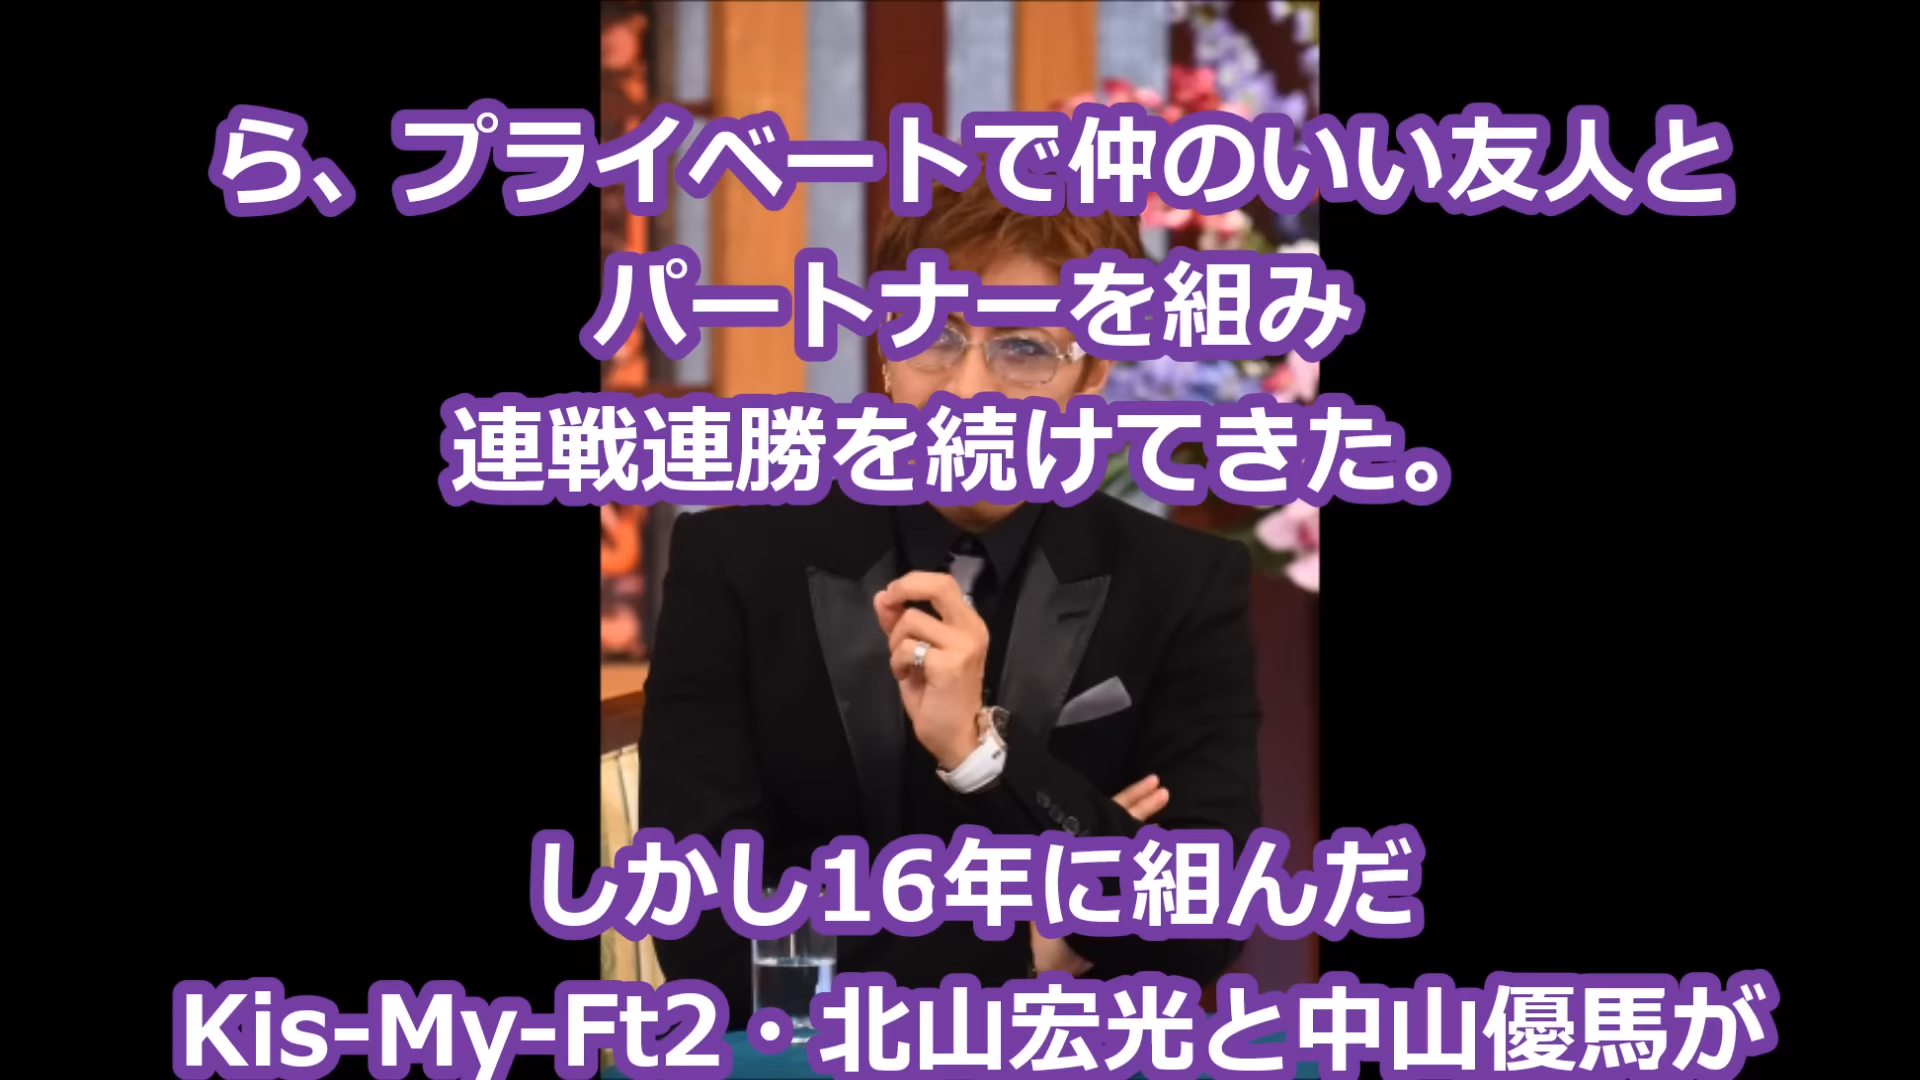 ら、プライベートで仲のいい友人と
パートナーを組み
連戦連勝を続けてきた。
しかし16年に組んだ
Kis-My-Ft2・北山宏光と中山優馬が